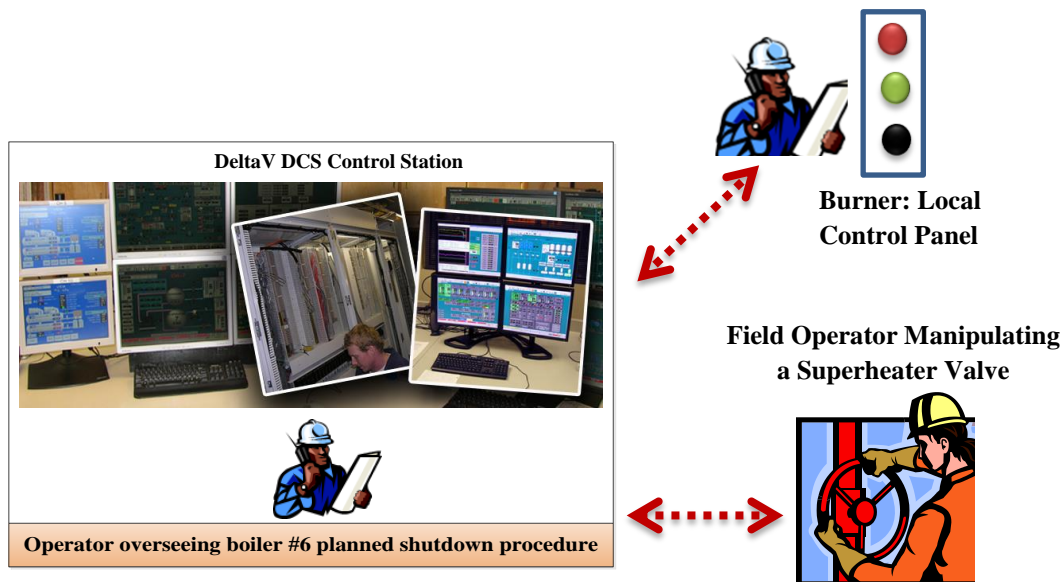 DeltaV DCS Control Station
Operator overseeing boiler #6 planned shutdown procedure
Burner: Local
Control Panel
Field Operator Manipulating
a Superheater Valve